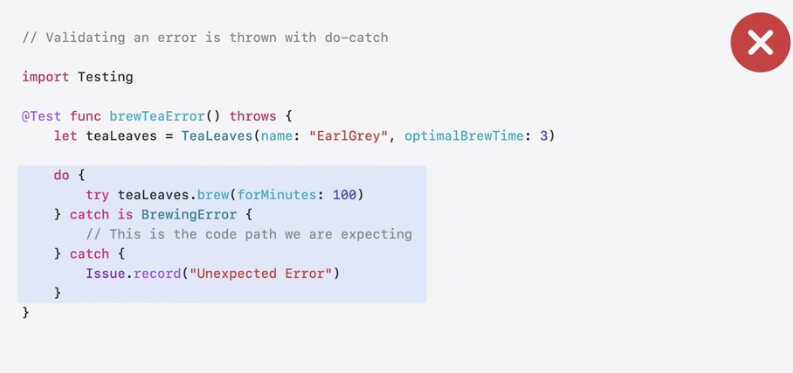 // Validating an error is thrown with do-catch
import Testing
@Test func brewTeaError() throws {
    let teaLeaves = TeaLeaves(name: "EarlGrey", optimalBrewTime: 3)
    do {
        try teaLeaves.brew(forMinutes: 100)
    } catch is BrewingError {
        // This is the code path we are expecting
    } catch {
        Issue.record("Unexpected Error")
    }
}